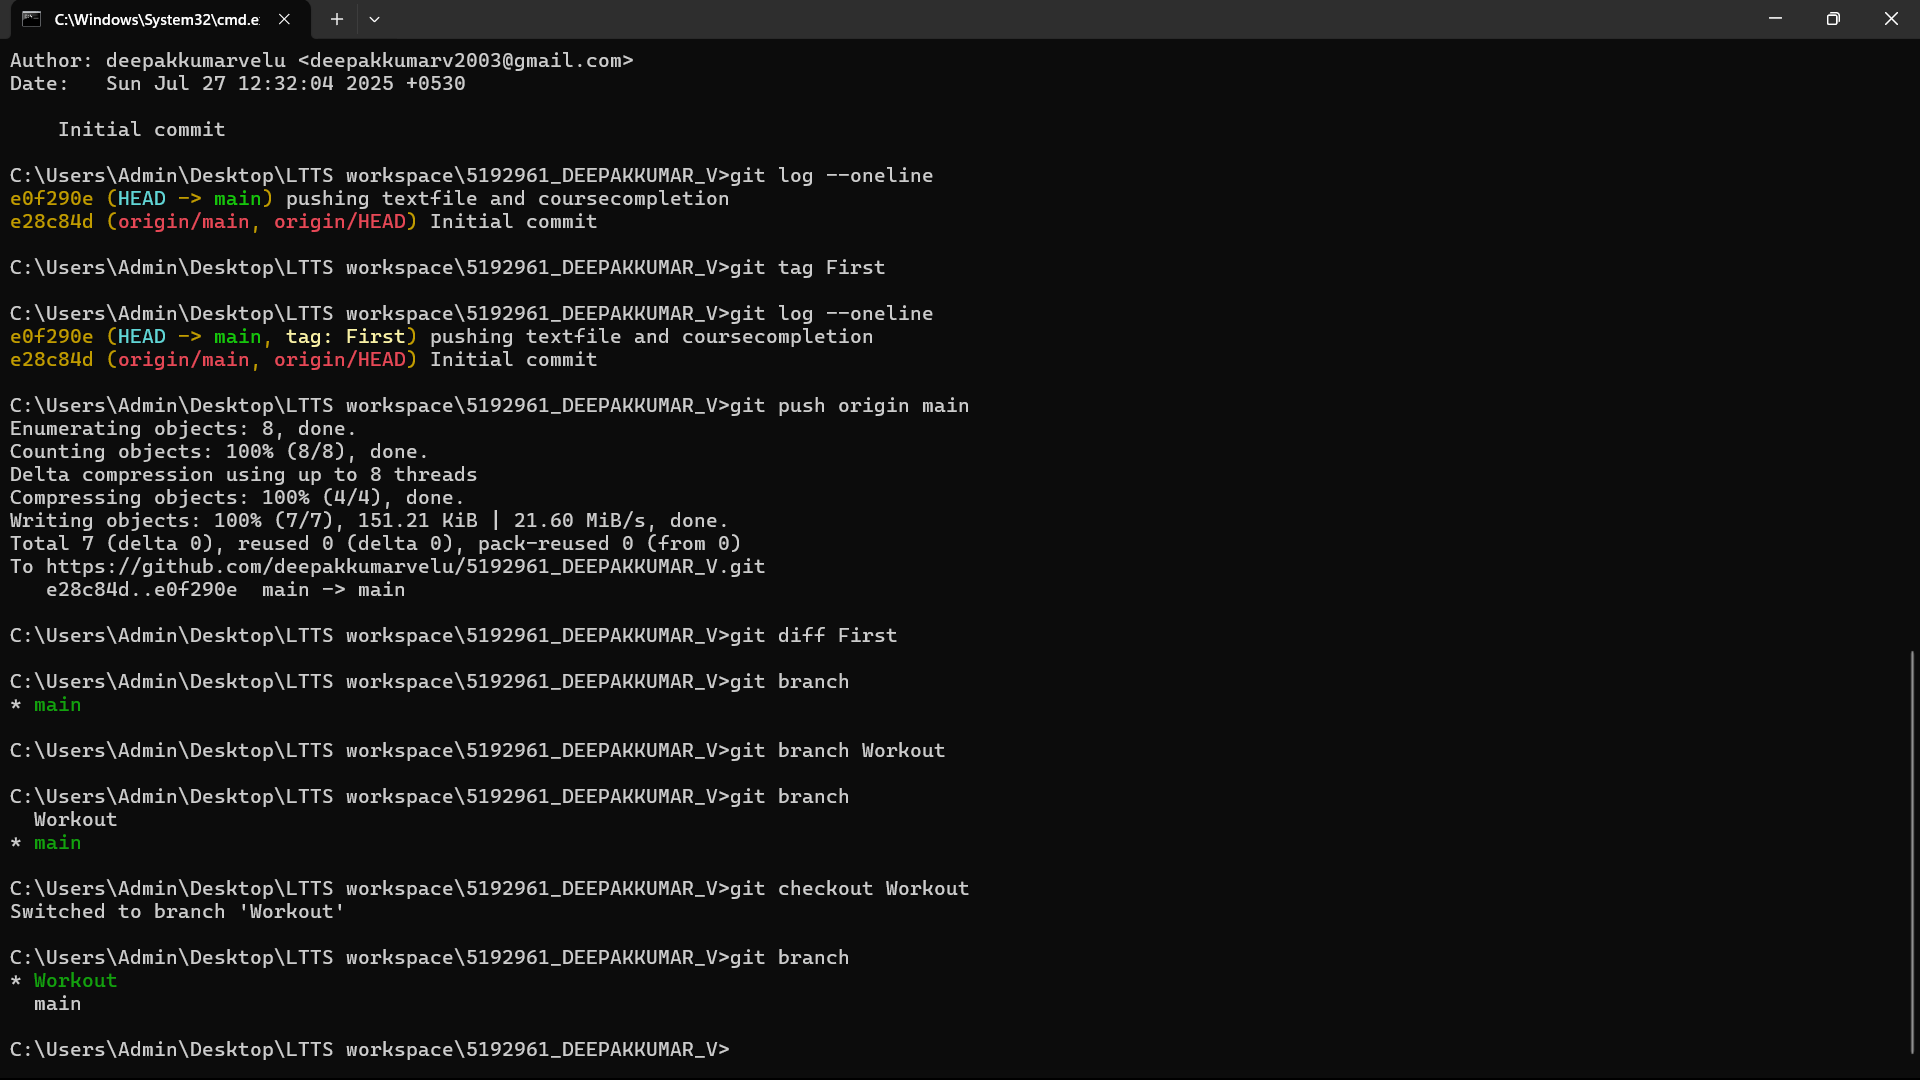 C:\Windows\System32\cmd.e
Author: deepakkumarvelu <deepakkumarv2003@gmail.com>
Date:   Sun Jul 27 12:32:04 2025 +0530
    Initial commit
C:\Users\Admin\Desktop\LTTS workspace\5192961_DEEPAKKUMAR_V>git log --oneline
e0f290e (HEAD -> main) pushing textfile and coursecompletion
e28c84d (origin/main, origin/HEAD) Initial commit
C:\Users\Admin\Desktop\LTTS workspace\5192961_DEEPAKKUMAR_V>git tag First
C:\Users\Admin\Desktop\LTTS workspace\5192961_DEEPAKKUMAR_V>git log --oneline
e0f290e (HEAD -> main, tag: First) pushing textfile and coursecompletion
e28c84d (origin/main, origin/HEAD) Initial commit
C:\Users\Admin\Desktop\LTTS workspace\5192961_DEEPAKKUMAR_V>git push origin main
Enumerating objects: 8, done.
Counting objects: 100% (8/8), done.
Delta compression using up to 8 threads
Compressing objects: 100% (4/4), done.
Writing objects: 100% (7/7), 151.21 KiB | 21.60 MiB/s, done.
Total 7 (delta 0), reused 0 (delta 0), pack-reused 0 (from 0)
To https://github.com/deepakkumarvelu/5192961_DEEPAKKUMAR_V.git
   e28c84d..e0f290e  main -> main
C:\Users\Admin\Desktop\LTTS workspace\5192961_DEEPAKKUMAR_V>git diff First
C:\Users\Admin\Desktop\LTTS workspace\5192961_DEEPAKKUMAR_V>git branch
* main
C:\Users\Admin\Desktop\LTTS workspace\5192961_DEEPAKKUMAR_V>git branch Workout
C:\Users\Admin\Desktop\LTTS workspace\5192961_DEEPAKKUMAR_V>git branch
  Workout
* main
C:\Users\Admin\Desktop\LTTS workspace\5192961_DEEPAKKUMAR_V>git checkout Workout
Switched to branch 'Workout'
C:\Users\Admin\Desktop\LTTS workspace\5192961_DEEPAKKUMAR_V>git branch
* Workout
  main
C:\Users\Admin\Desktop\LTTS workspace\5192961_DEEPAKKUMAR_V>